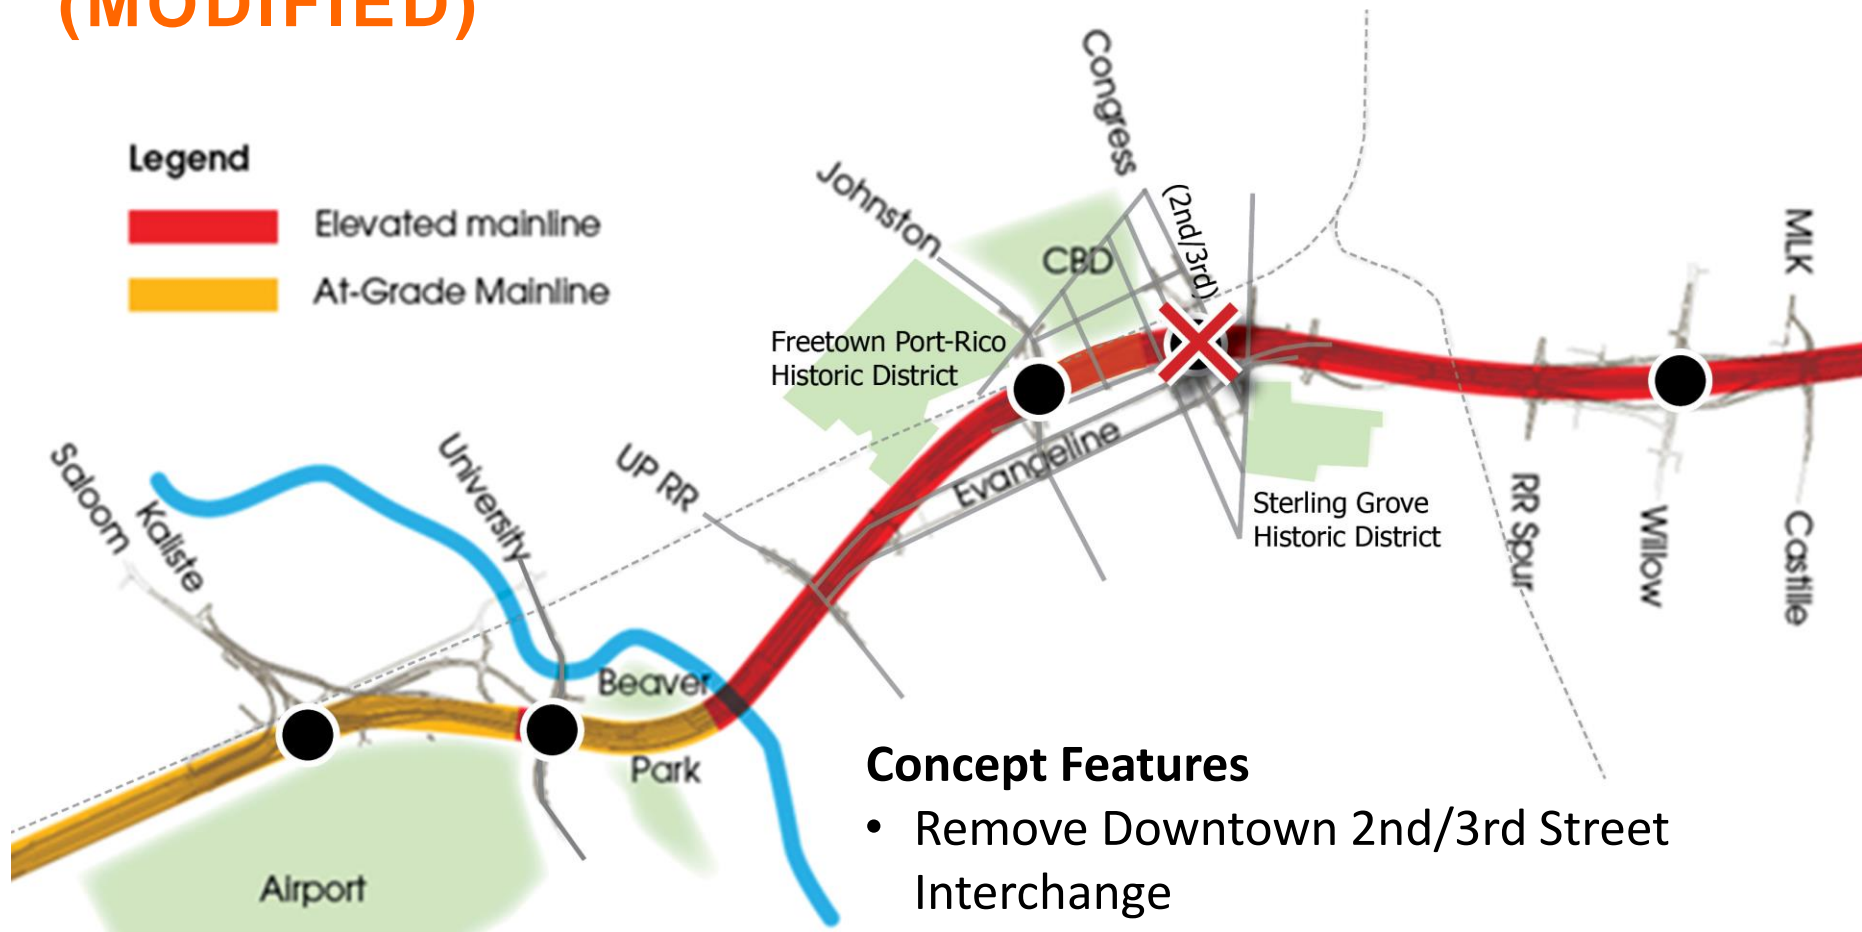 (MODIFIED)
Legend
Elevated mainline
At-Grade Mainline
Congress
(2nd/3rd)
Johnston
CBD
MLK
Freetown Port-Rico
Historic District
Saloom
Kaliste
University
UP RR
Evangeline
Sterling Grove
Historic District
RR Spur
Willow
Castille
Beaver
Park
Airport
Concept Features
• Remove Downtown 2nd/3rd Street
Interchange